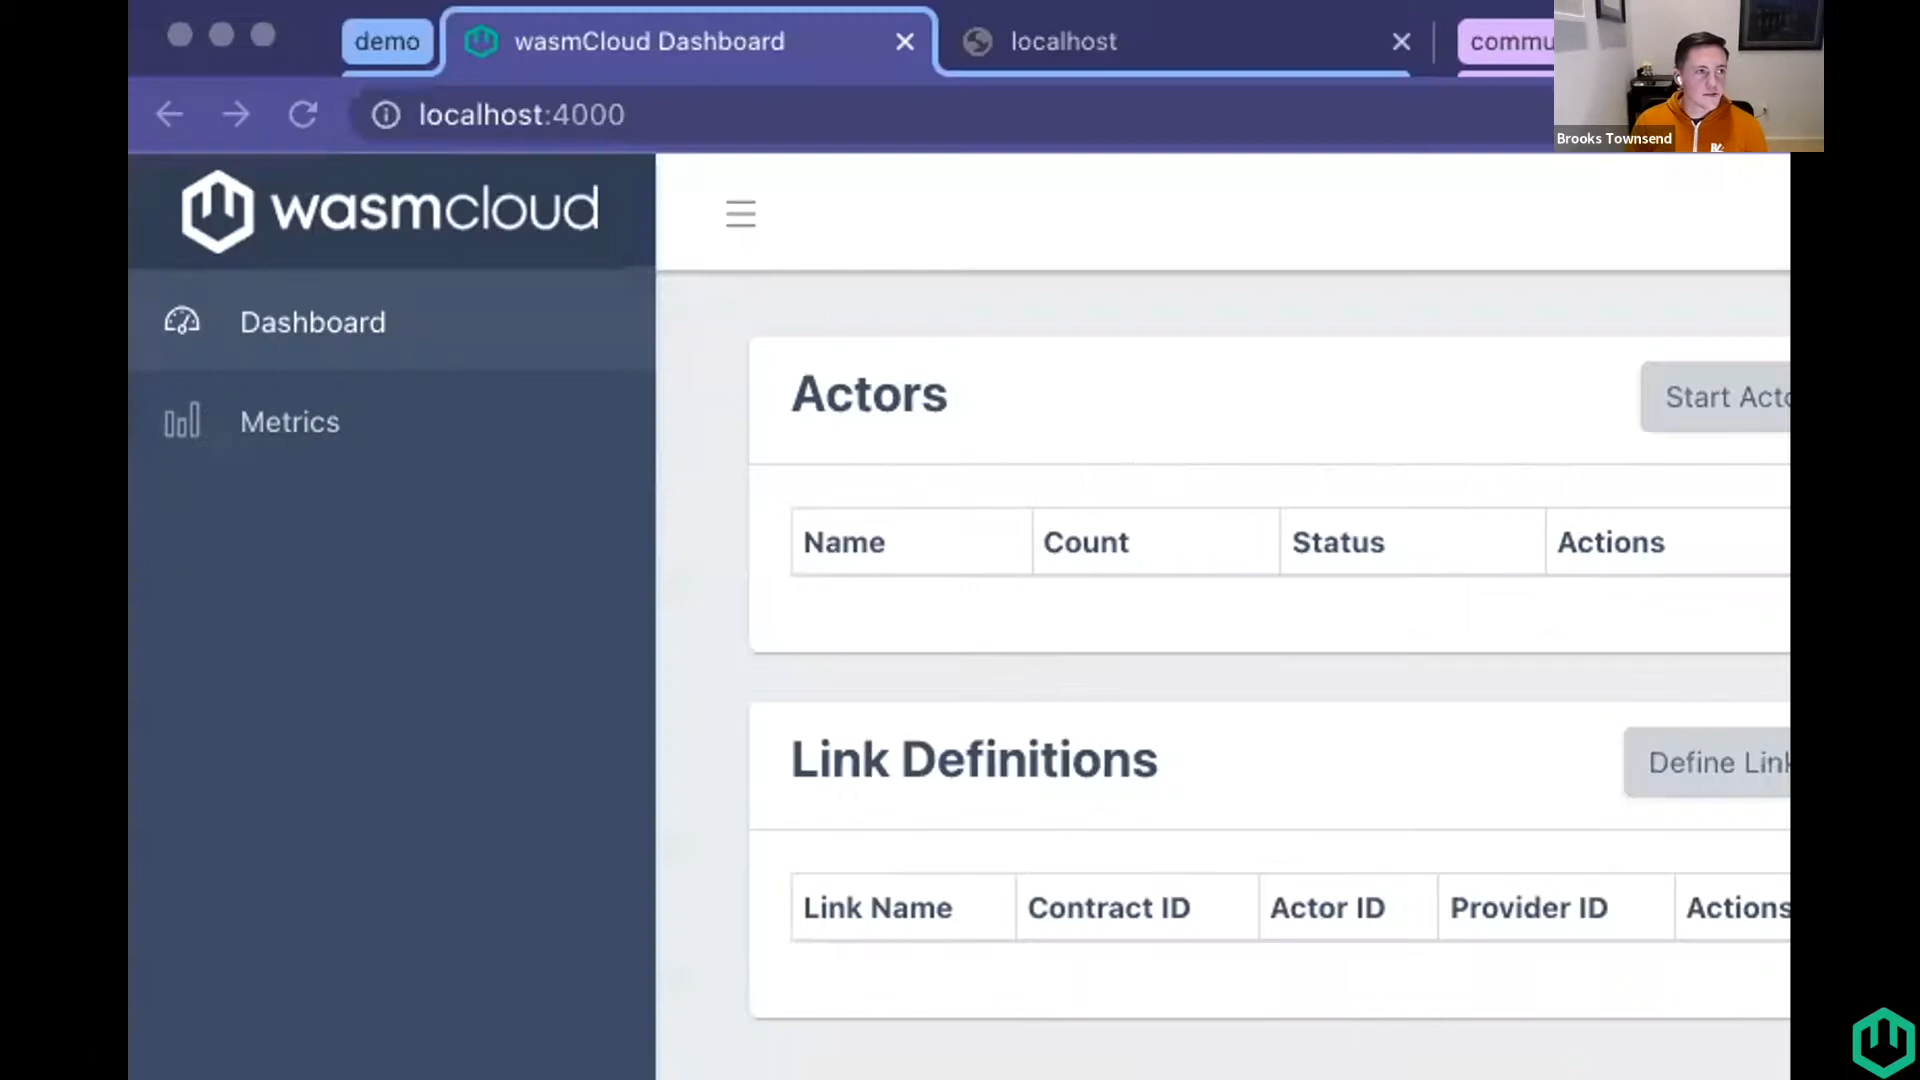 demo
wasmCloud Dashboard
localhost
commu
localhost:4000
Brooks Townsend
wasmcloud
Dashboard
Metrics
Actors
Start Acto
Name
Count
Status
Actions
Link Definitions
Define Link
Link Name
Contract ID
Actor ID
Provider ID
Actions